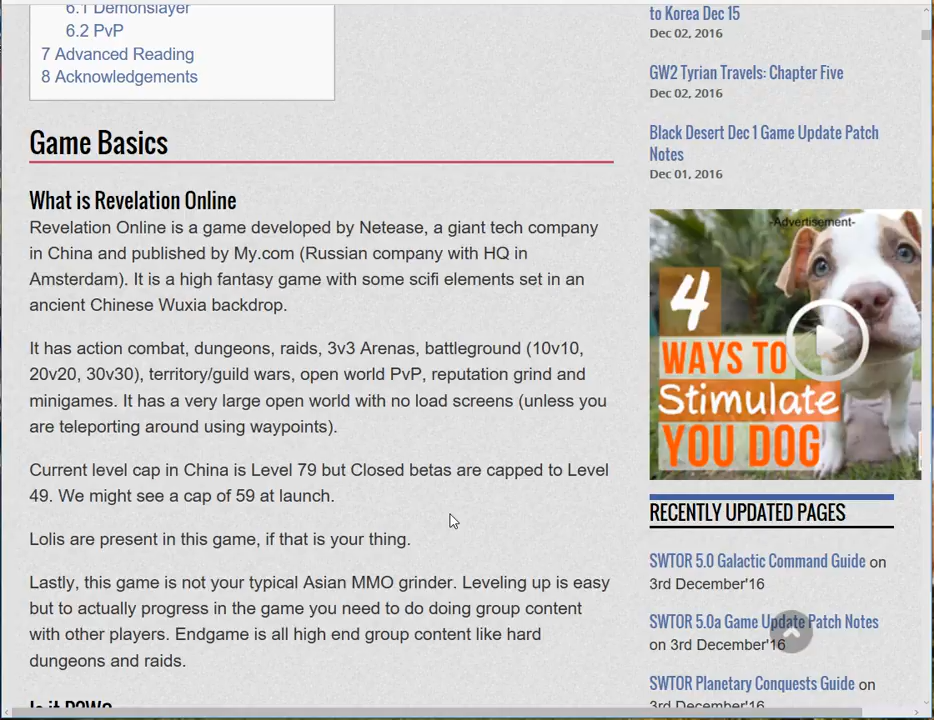 6.1 Demonslayer
6.2 PvP
7 Advanced Reading
8 Acknowledgements
Game Basics
What is Revelation Online
Revelation Online is a game developed by Netease, a giant tech company
in China and published by My.com (Russian company with HQ in
Amsterdam). It is a high fantasy game with some scifi elements set in an
ancient Chinese Wuxia backdrop.
It has action combat, dungeons, raids, 3v3 Arenas, battleground (10v10,
20v20, 30v30), territory/guild wars, open world PvP, reputation grind and
minigames. It has a very large open world with no load screens (unless you
are teleporting around using waypoints).
Current level cap in China is Level 79 but Closed betas are capped to Level
49. We might see a cap of 59 at launch.
Lolis are present in this game, if that is your thing.
Lastly, this game is not your typical Asian MMO grinder. Leveling up is easy
but to actually progress in the game you need to do doing group content
with other players. Endgame is all high end group content like hard
dungeons and raids.
Is it P2W?
to Korea Dec 15
Dec 02, 2016
GW2 Tyrian Travels: Chapter Five
Dec 02, 2016
Black Desert Dec 1 Game Update Patch
Notes
Dec 01, 2016
-Advertisement-
4
WAYS TO
Stimulate
YOU DOG
RECENTLY UPDATED PAGES
SWTOR 5.0 Galactic Command Guide on
3rd December'16
SWTOR 5.0a Game Update Patch Notes
on 3rd December'16
SWTOR Planetary Conquests Guide on
3rd December'16